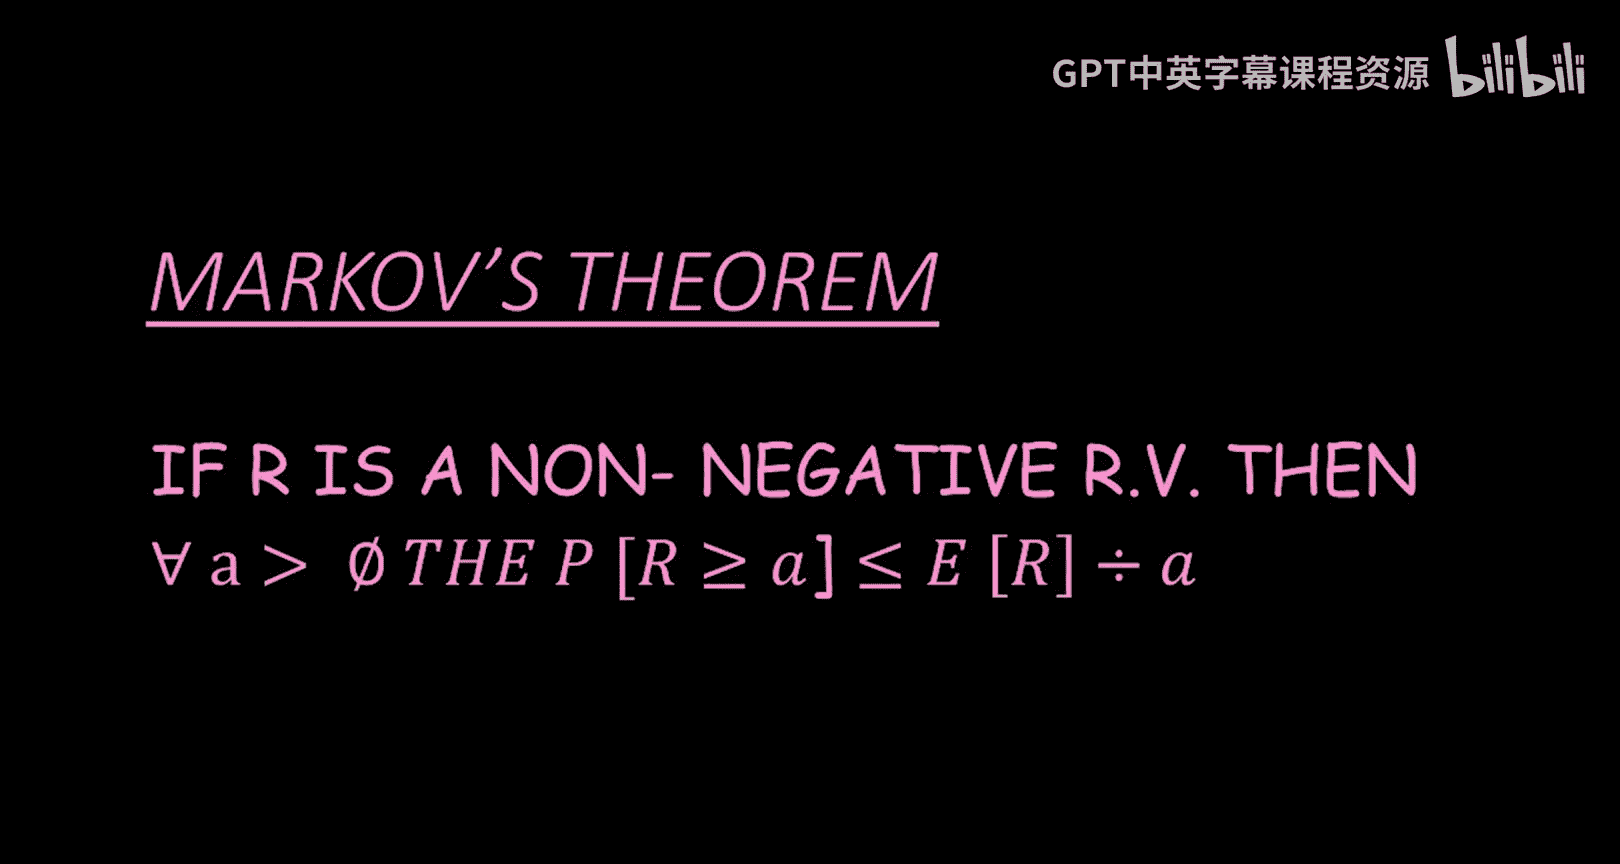 GPT中英字幕课程资源 bilibili
MARKOV’S THEOREM
IF R IS A NON- NEGATIVE R.V. THEN
∀ a > ∅ THE P [R ≥ a] ≤ E [R] ÷ a